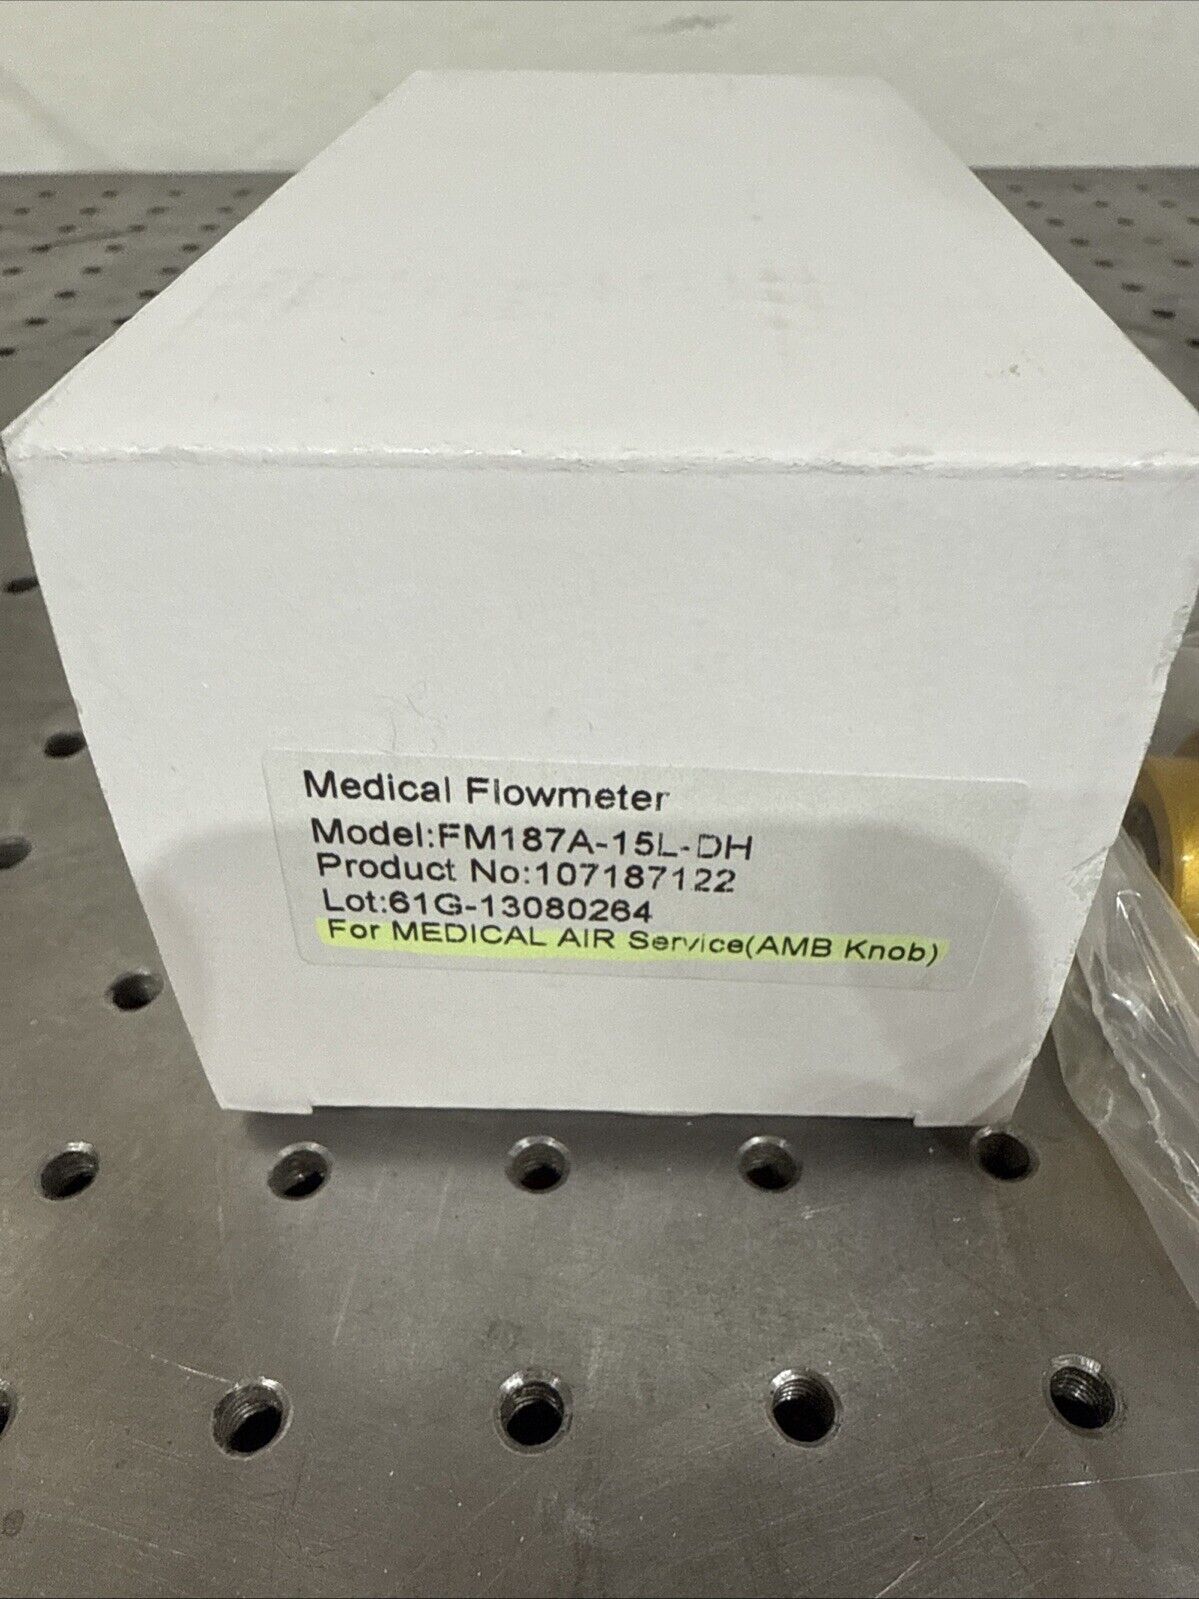 Medical Flowmeter
Model:FM187A-15L-DH
Product No:107187122
Lot:61G-13080264
For MEDICAL AIR Service(AMB Knob)